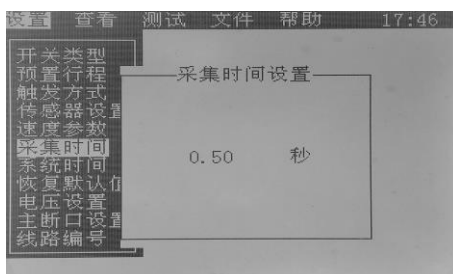 设置 查看 测试 文件 帮助 17:46
开关类型
预置行程
触发方式
传感器设置
速度参数
采集时间
系统时间
恢复默认值
电压设置
主断口设置
线路编号
采集时间设置
0.50 秒